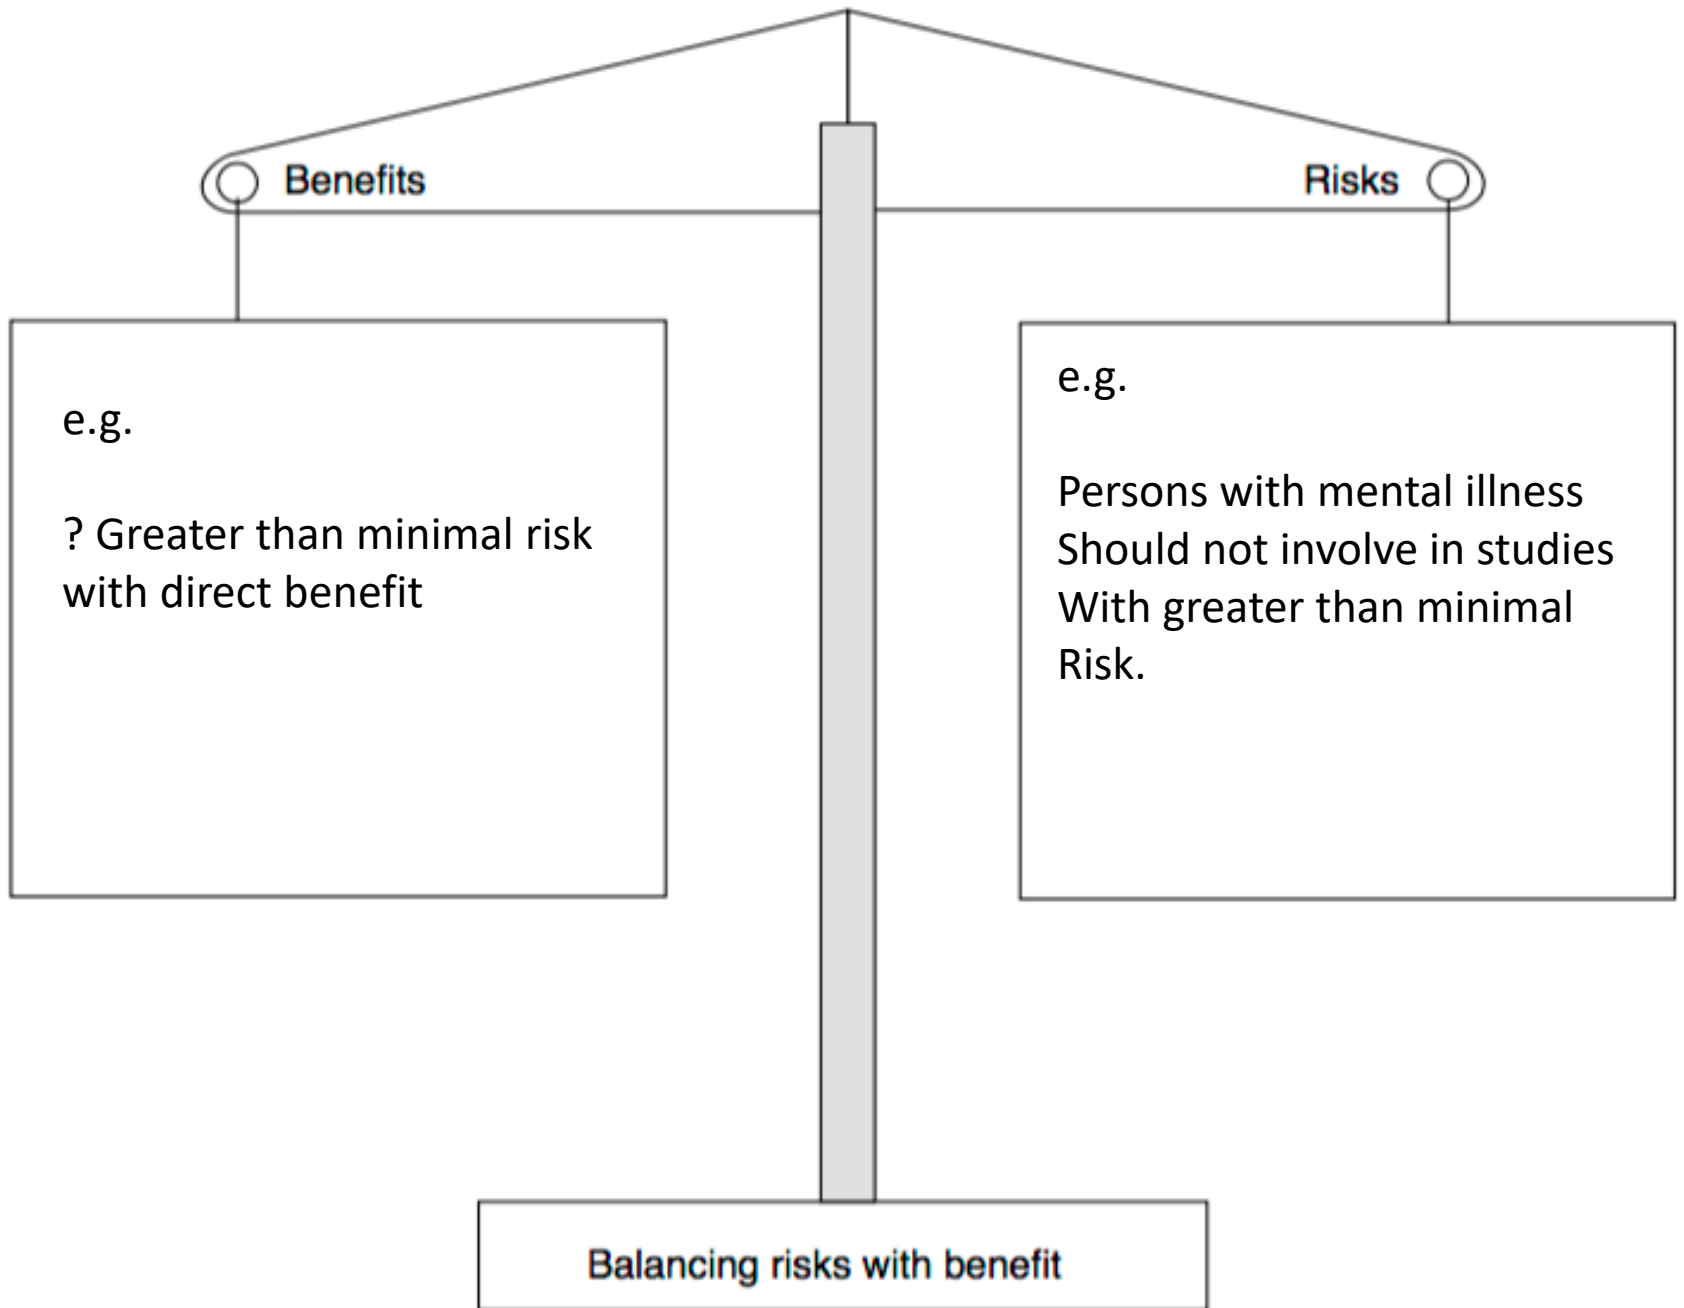 Benefits
Risks
e.g.
? Greater than minimal risk
with direct benefit
e.g.
Persons with mental illness
Should not involve in studies
With greater than minimal
Risk.
Balancing risks with benefit